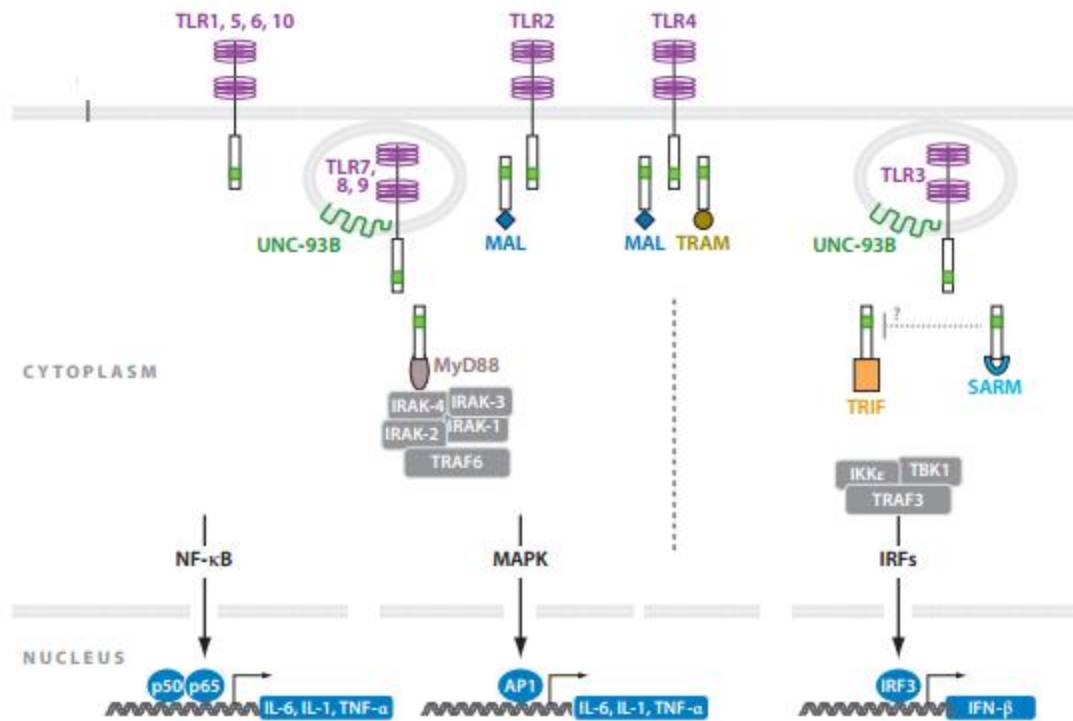 TLR1, 5, 6, 10
TLR2
TLR4
TLR7,
8, 9
TLR3
UNC-93B
MAL
MAL
TRAM
UNC-93B
?
CYTOPLASM
MyD88
IRAK-4
IRAK-3
IRAK-2
IRAK-1
TRAF6
TRIF
SARM
IKKε
TBK1
TRAF3
NF-κB
MAPK
IRFs
NUCLEUS
p50
p65
IL-6, IL-1, TNF-α
AP1
IL-6, IL-1, TNF-α
IRF3
IFN-β